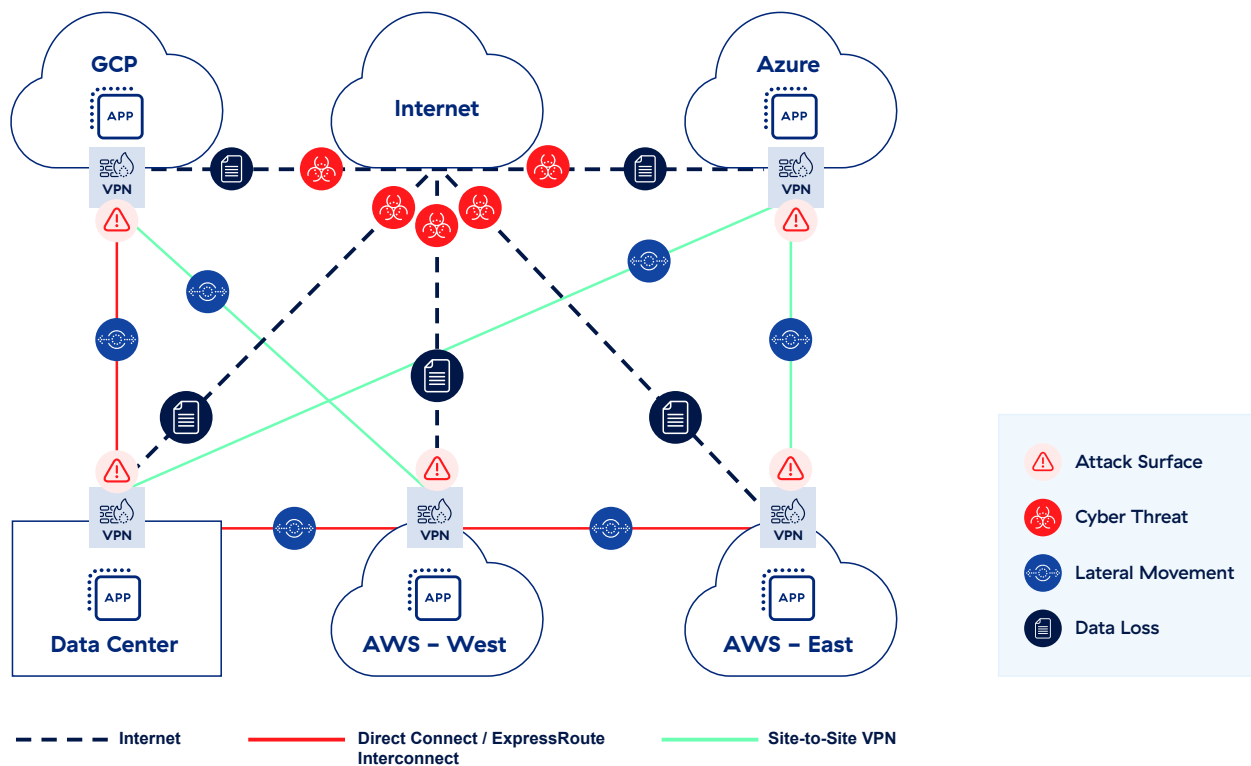 GCP
Internet
Azure
APP
APP
VPN
VPN
VPN
VPN
VPN
APP
APP
APP
Data Center
AWS – West
AWS – East
Attack Surface
Cyber Threat
Lateral Movement
Data Loss
Internet
Direct Connect / ExpressRoute
Interconnect
Site-to-Site VPN